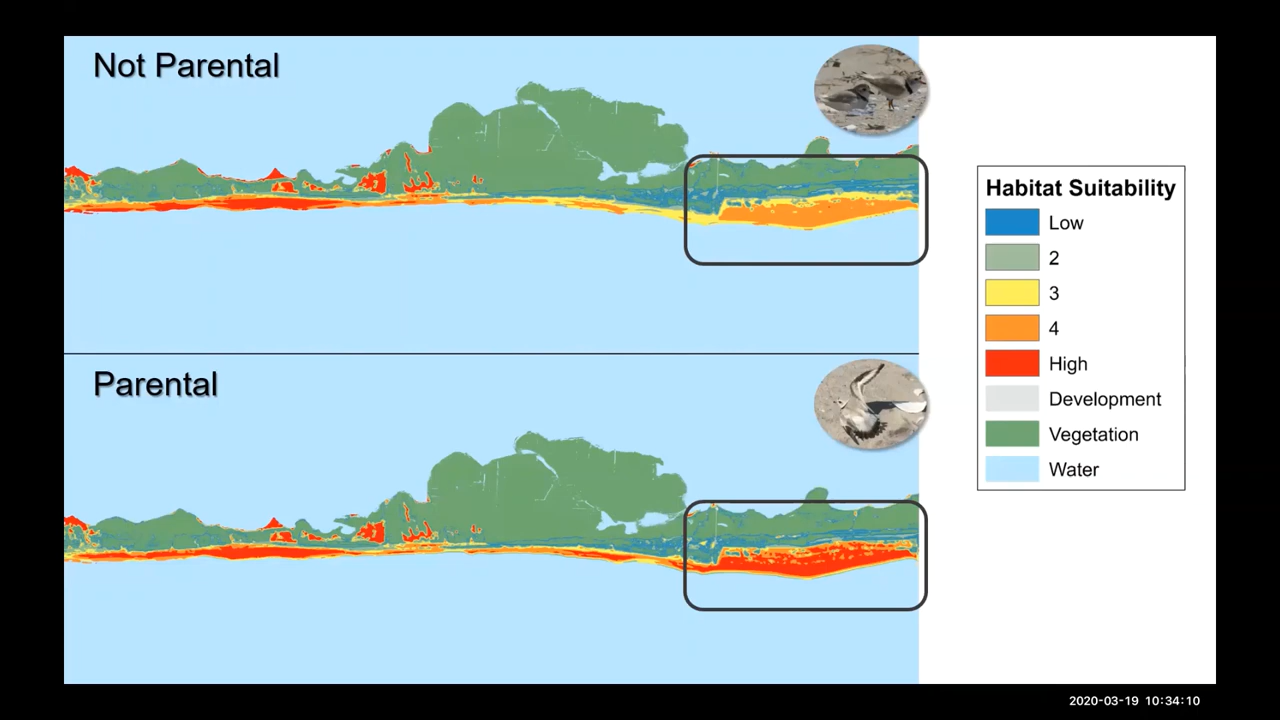 Not Parental
Habitat Suitability
Low
2
3
4
High
Development
Vegetation
Water
Parental
2020-03-19 10:34:10